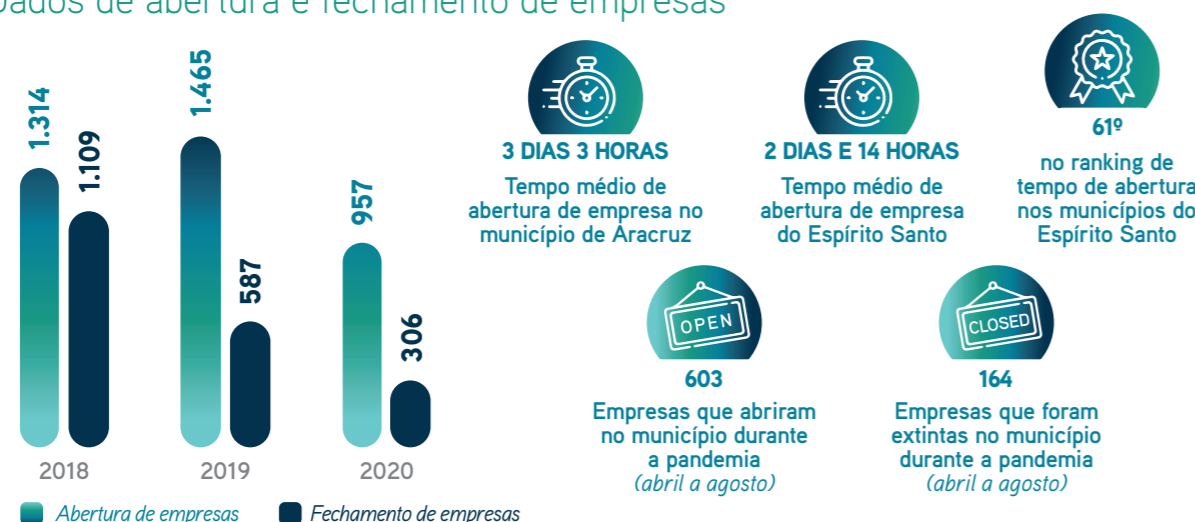 Dados de abertura e fechamento de empresas
1.314
1.109
1.465
587
957
306
2018
2019
2020
Abertura de empresas
Fechamento de empresas
3 DIAS 3 HORAS
Tempo médio de
abertura de empresa no
município de Aracruz
2 DIAS E 14 HORAS
Tempo médio de
abertura de empresa
do Espírito Santo
61º
no ranking de
tempo de abertura
nos municípios do
Espírito Santo
OPEN
603
Empresas que abriram
no município durante
a pandemia
(abril a agosto)
CLOSED
164
Empresas que foram
extintas no município
durante a pandemia
(abril a agosto)